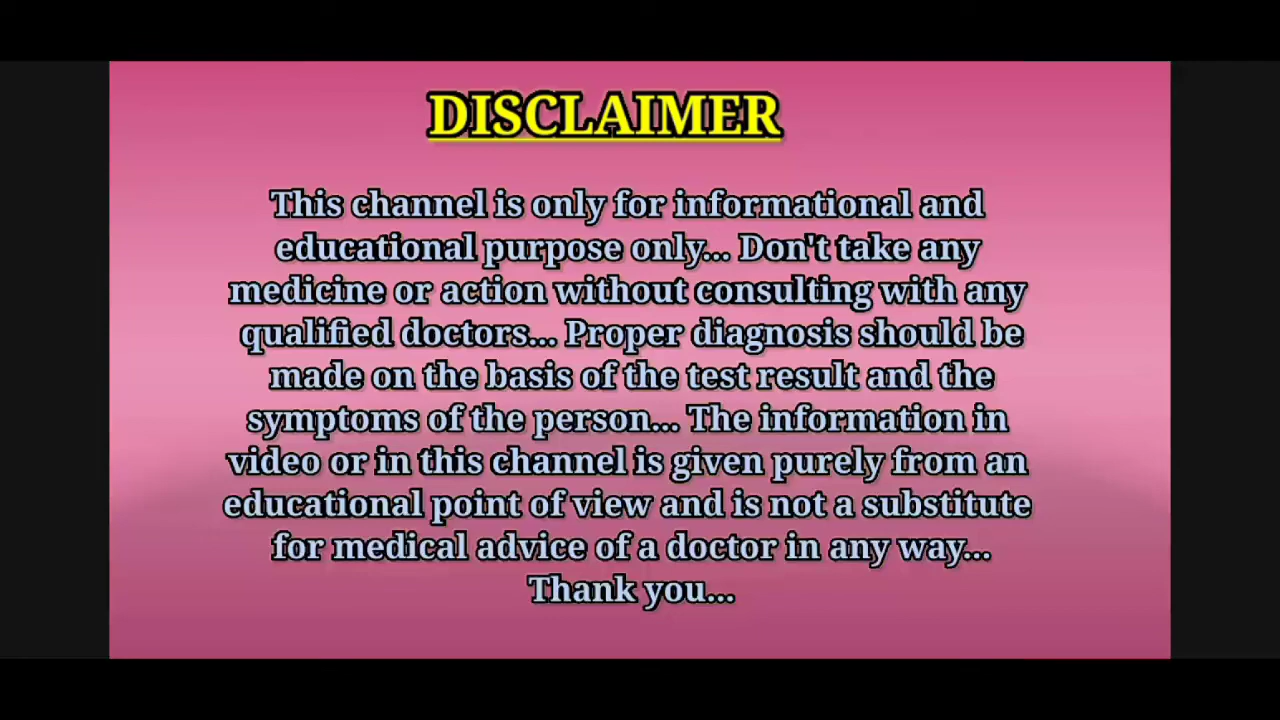 DISCLAIMER
This channel is only for informational and
educational purpose only... Don't take any
medicine or action without consulting with any
qualified doctors... Proper diagnosis should be
made on the basis of the test result and the
symptoms of the person... The information in
video or in this channel is given purely from an
educational point of view and is not a substitute
for medical advice of a doctor in any way...
Thank you...